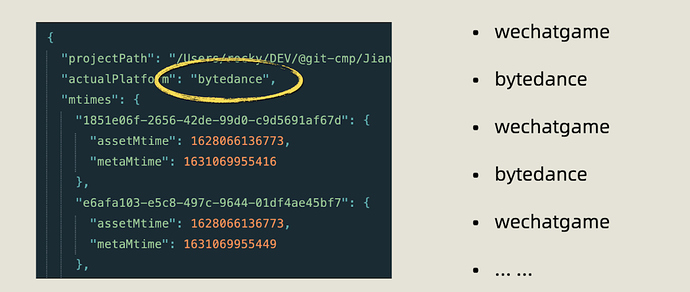 {
"projectPath": "/Users/rocky/DEV/@git-cmp/Jian
"actualPlatform": "bytedance",
"mtimes": {
"1851e06f-2656-42de-99d0-c9d5691af67d": {
"assetMtime": 1628066136773,
"metaMtime": 1631069955416
},
"e6afa103-e5c8-497c-9644-01df4ae45bf7": {
"assetMtime": 1628066136773,
"metaMtime": 1631069955449
},
• wechatgame
• bytedance
• wechatgame
• bytedance
• wechatgame
• ... ...